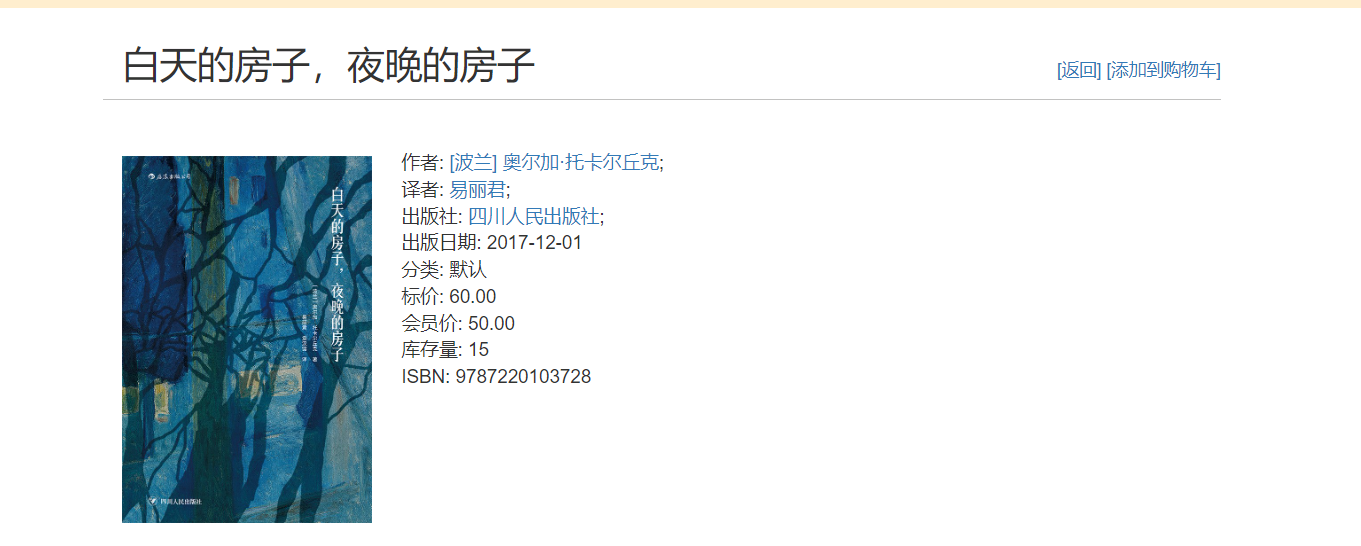 白天的房子，夜晚的房子
[返回] [添加到购物车]
作者: [波兰] 奥尔加·托卡尔丘克;
译者: 易丽君;
出版社: 四川人民出版社;
出版日期: 2017-12-01
分类: 默认
标价: 60.00
会员价: 50.00
库存量: 15
ISBN: 9787220103728
白天的房子，夜晚的房子
四川人民出版社